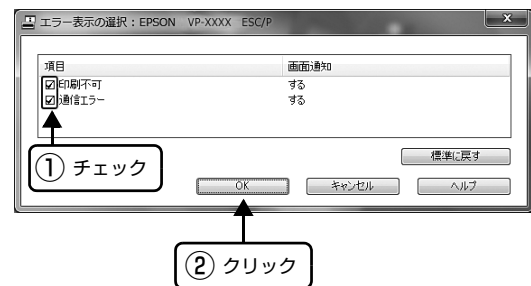 エラー表示の選択：EPSON VP-XXXX ESC/P
項目 画面通知
印刷不可 する
通信エラー する
① チェック
標準に戻す
OK キャンセル ヘルプ
② クリック